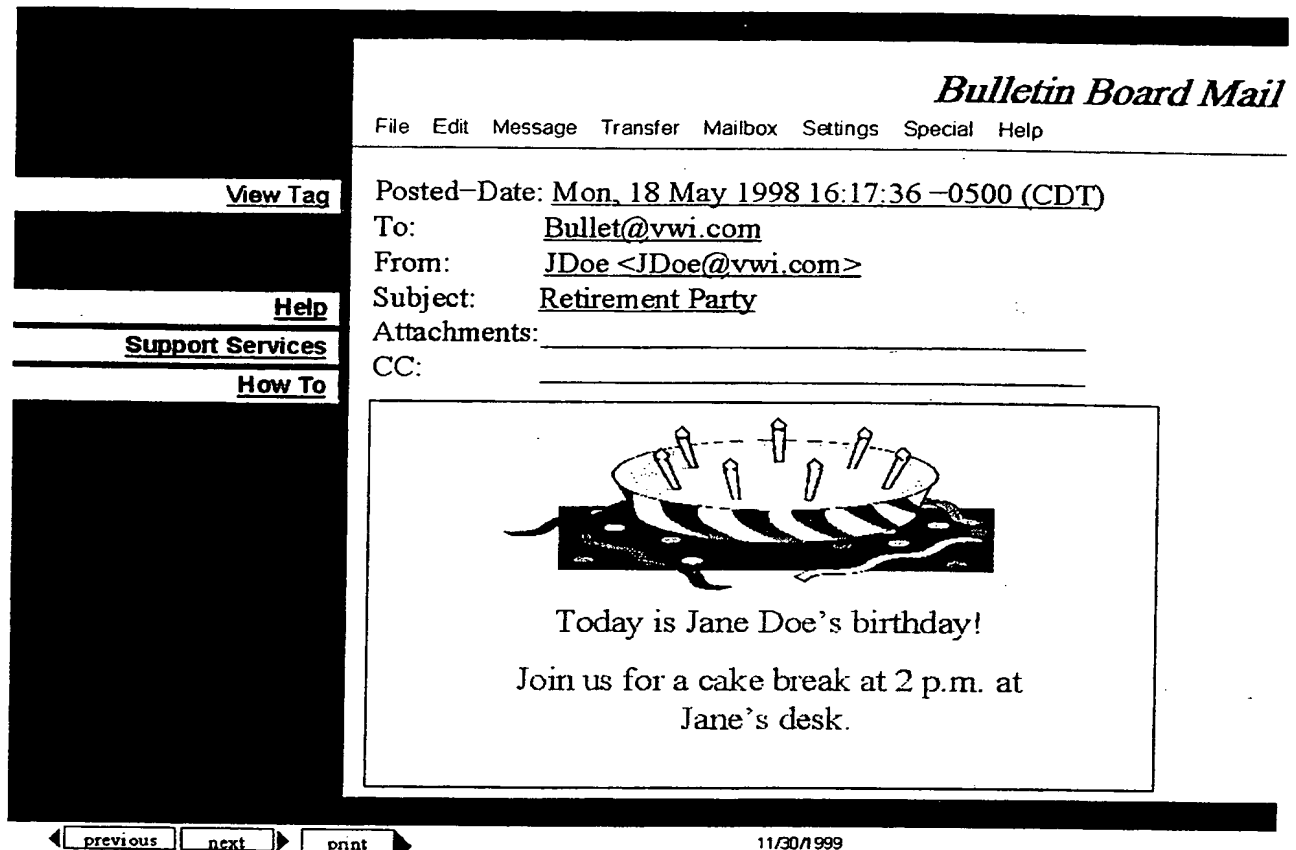 Bulletin Board Mail
File Edit Message Transfer Mailbox Settings Special Help
View Tag
Help
Support Services
How To
Posted-Date: Mon, 18 May 1998 16:17:36 -0500 (CDT)
To: Bullet@vwi.com
From: JDoe <JDoe@vwi.com>
Subject: Retirement Party
Attachments:
CC:
Today is Jane Doe's birthday!
Join us for a cake break at 2 p.m. at
Jane's desk.
previous next print 11/30/1999